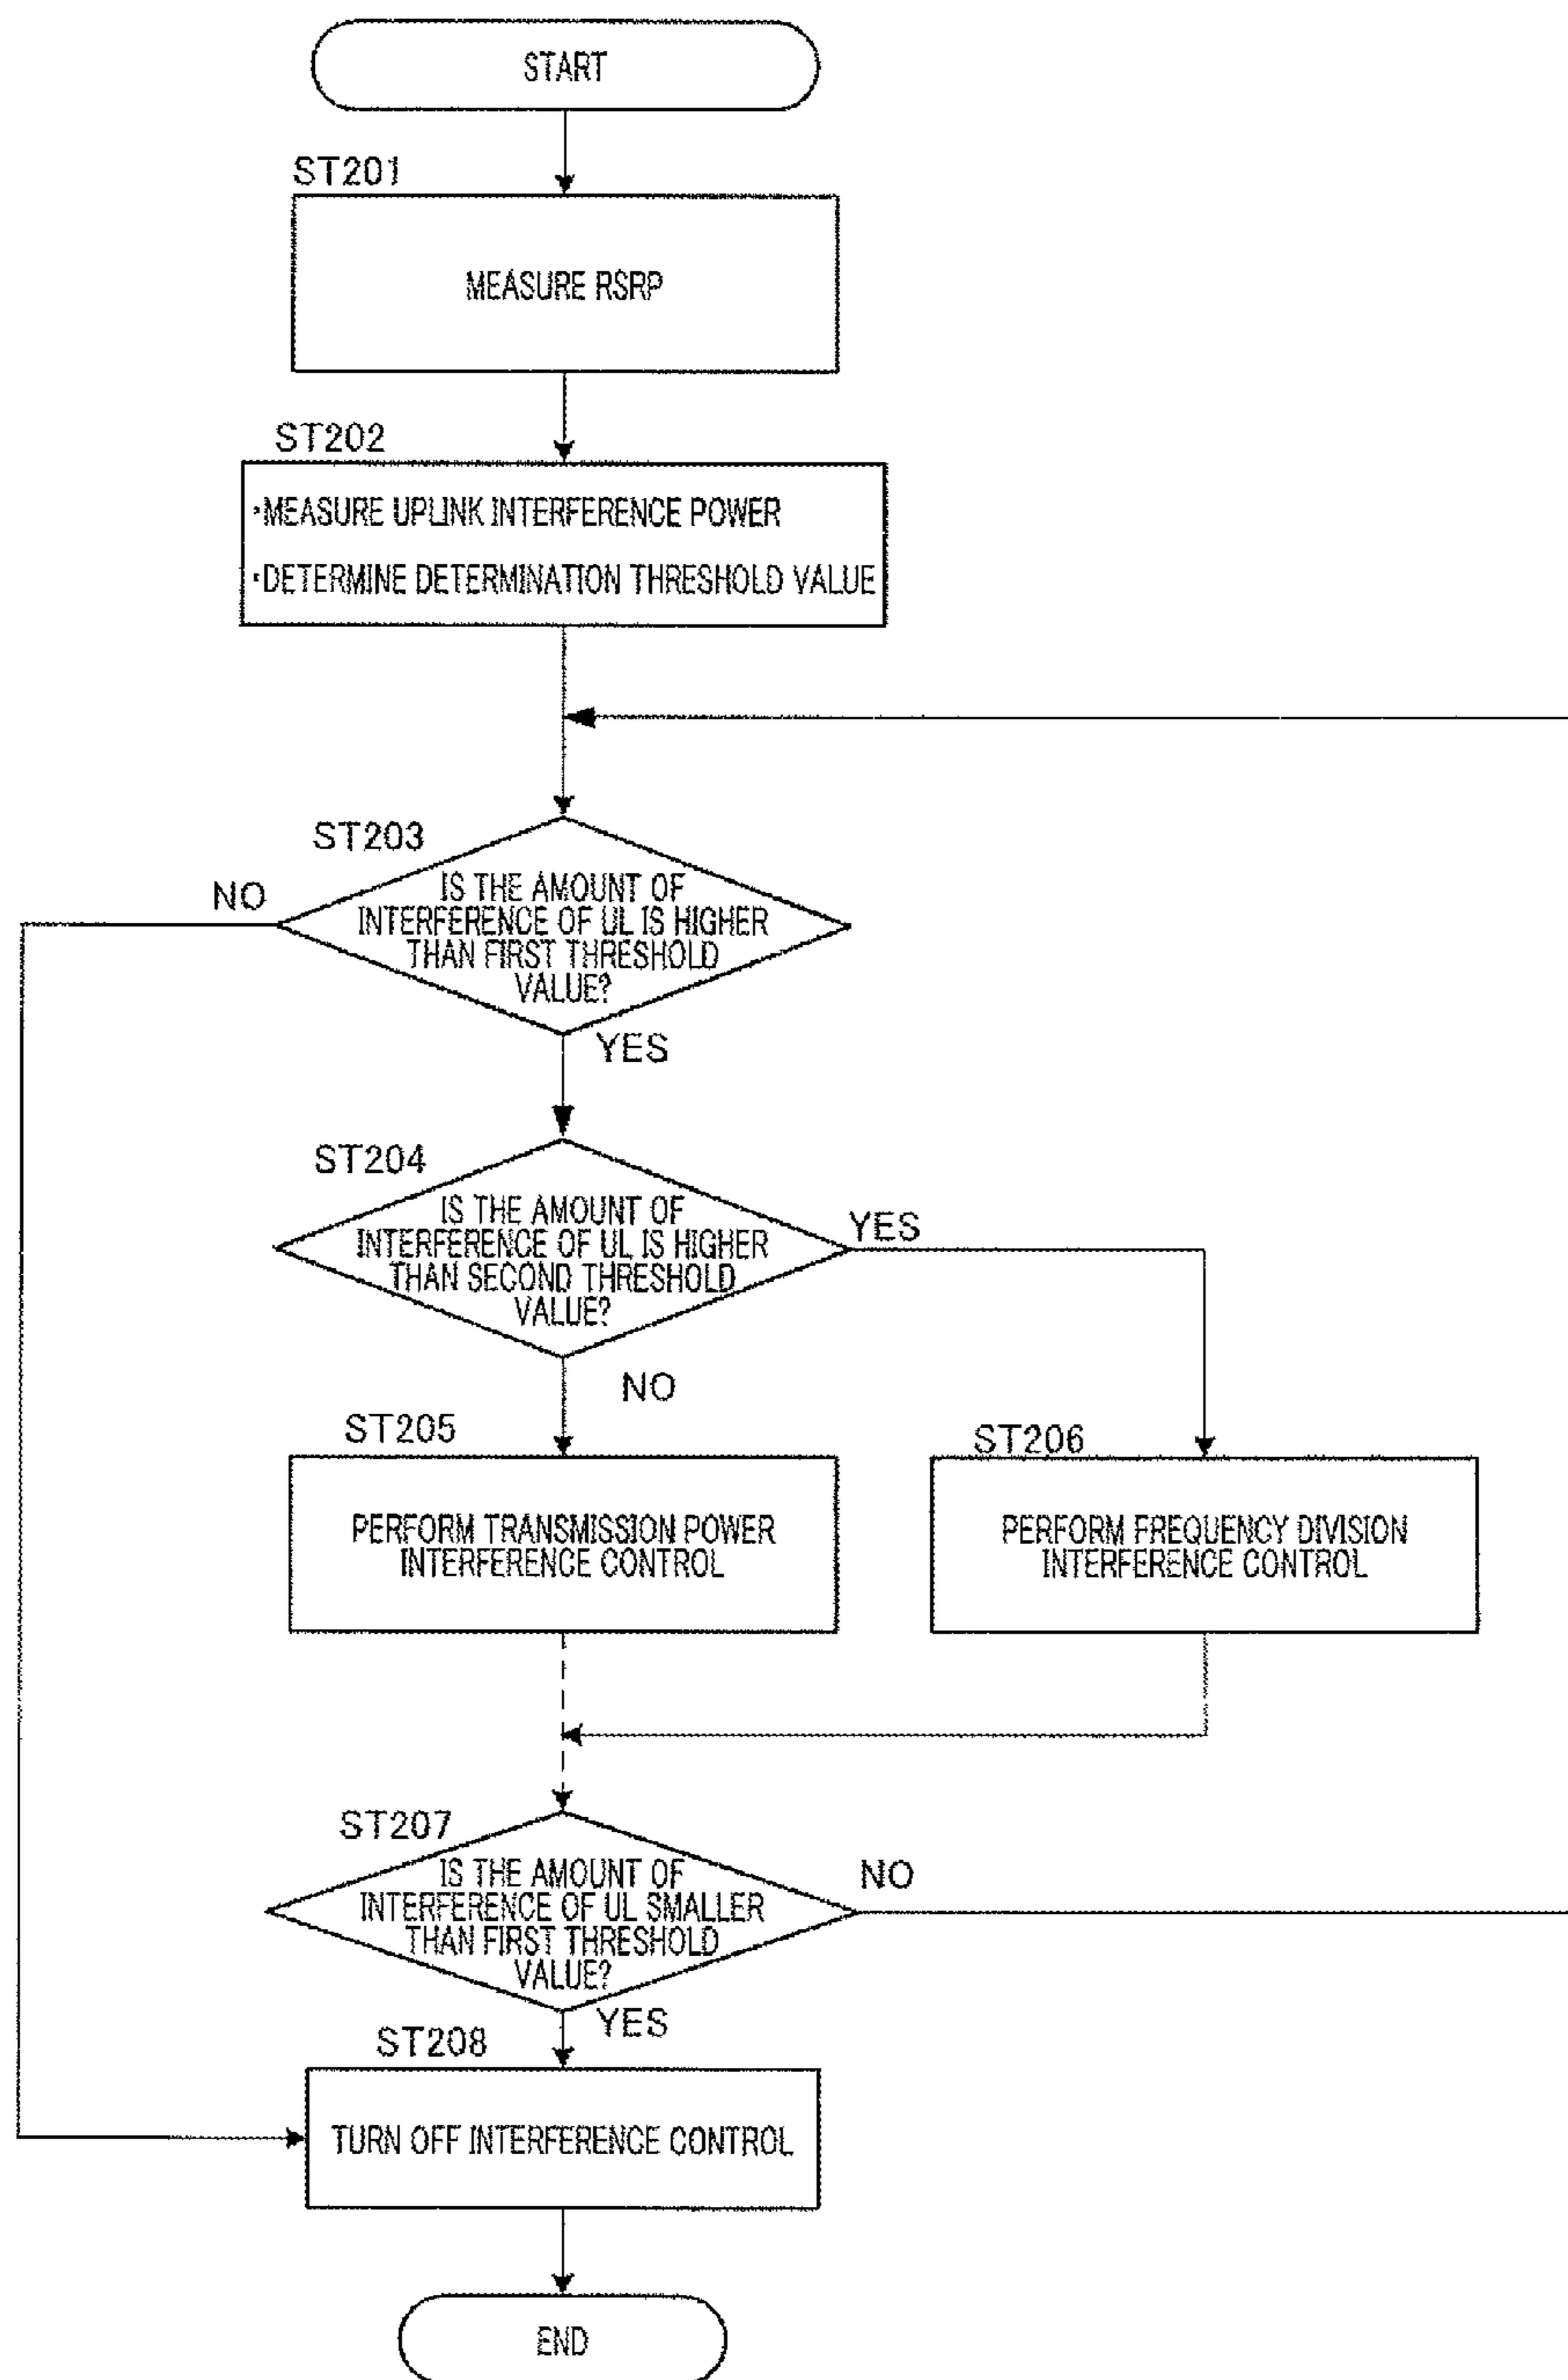 START
ST201
MEASURE RSRP
ST202
・MEASURE UPLINK INTERFERENCE POWER
・DETERMINE DETERMINATION THRESHOLD VALUE
ST203
NO
IS THE AMOUNT OF
INTERFERENCE OF UL IS HIGHER
THAN FIRST THRESHOLD
VALUE?
YES
ST204
IS THE AMOUNT OF
INTERFERENCE OF UL IS HIGHER
THAN SECOND THRESHOLD
VALUE?
YES
NO
ST205
PERFORM TRANSMISSION POWER
INTERFERENCE CONTROL
ST206
PERFORM FREQUENCY DIVISION
INTERFERENCE CONTROL
ST207
IS THE AMOUNT OF
INTERFERENCE OF UL SMALLER
THAN FIRST THRESHOLD
VALUE?
NO
YES
ST208
TURN OFF INTERFERENCE CONTROL
END